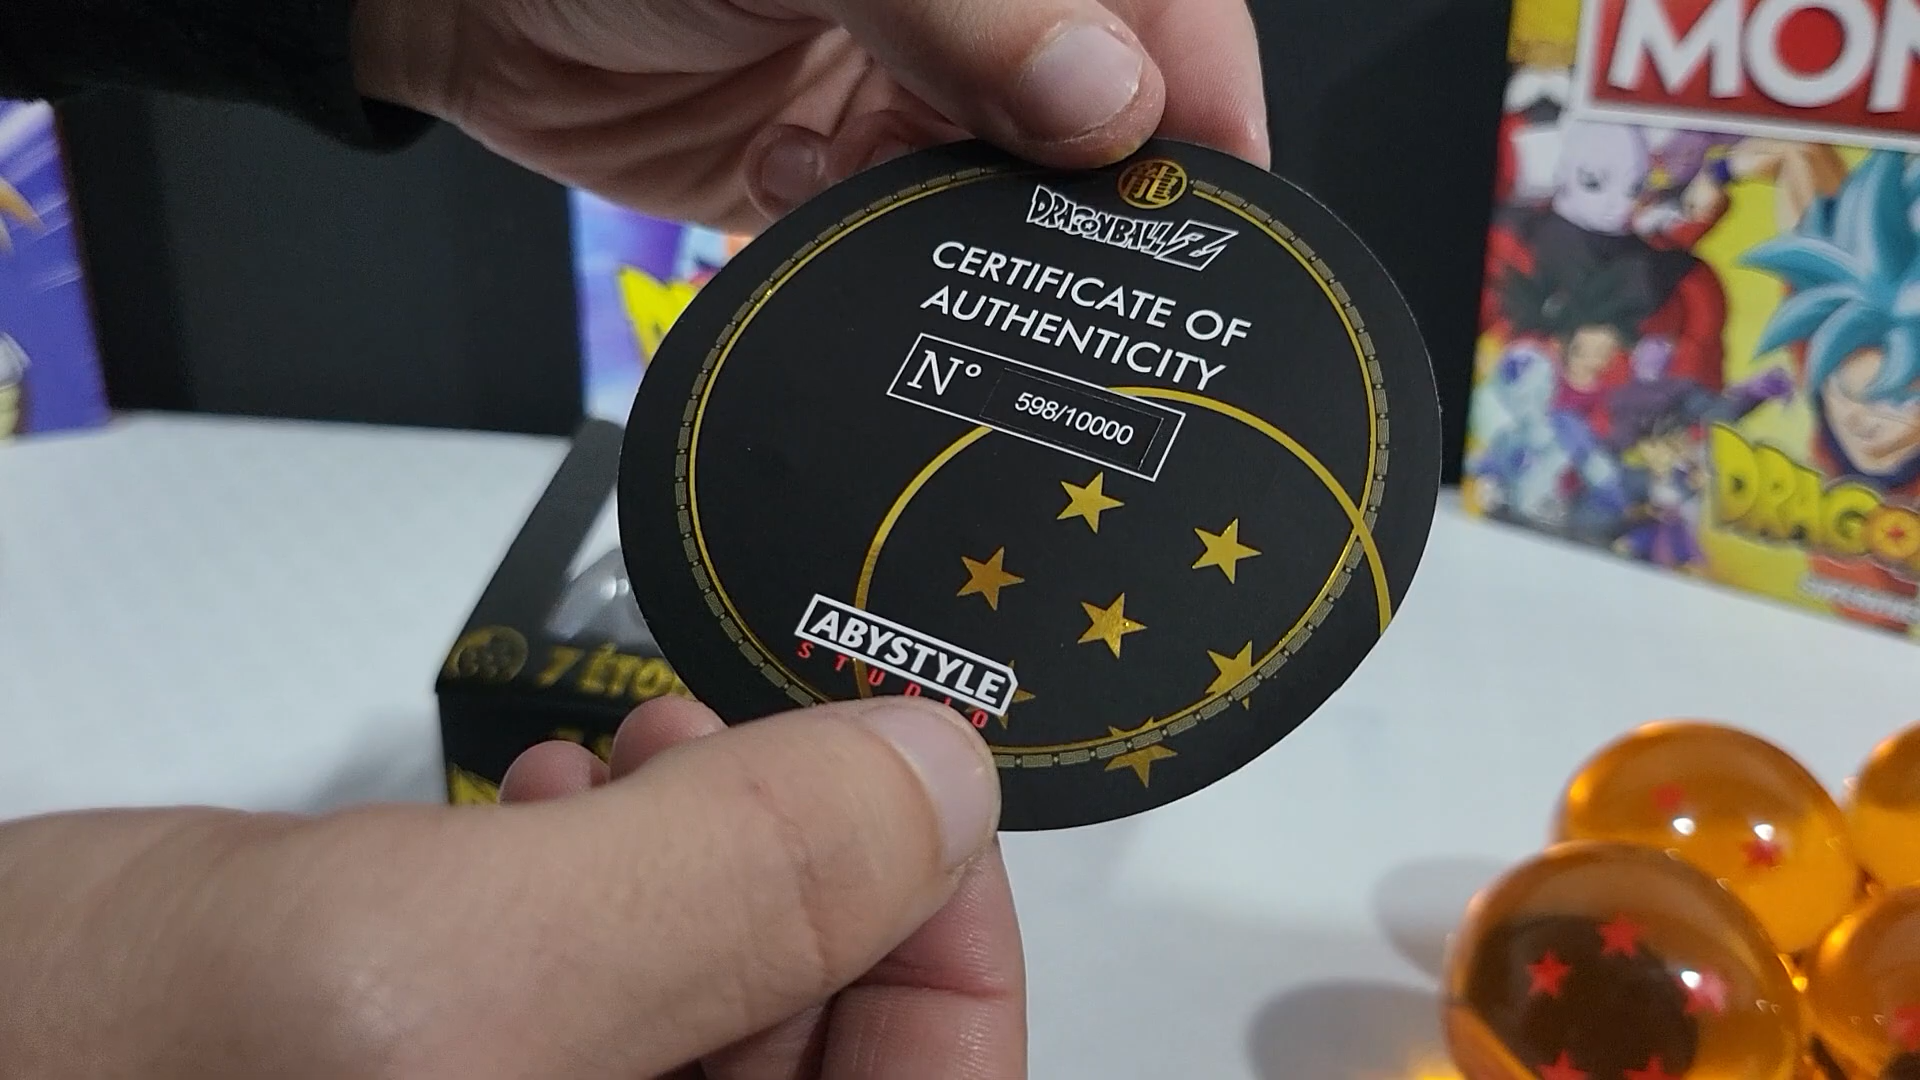 龍
DRAGONBALL Z
CERTIFICATE OF
AUTHENTICITY
N° 598/10000
ABYSTYLE
STUDIO
7 ÉTO
MON
DRAGO